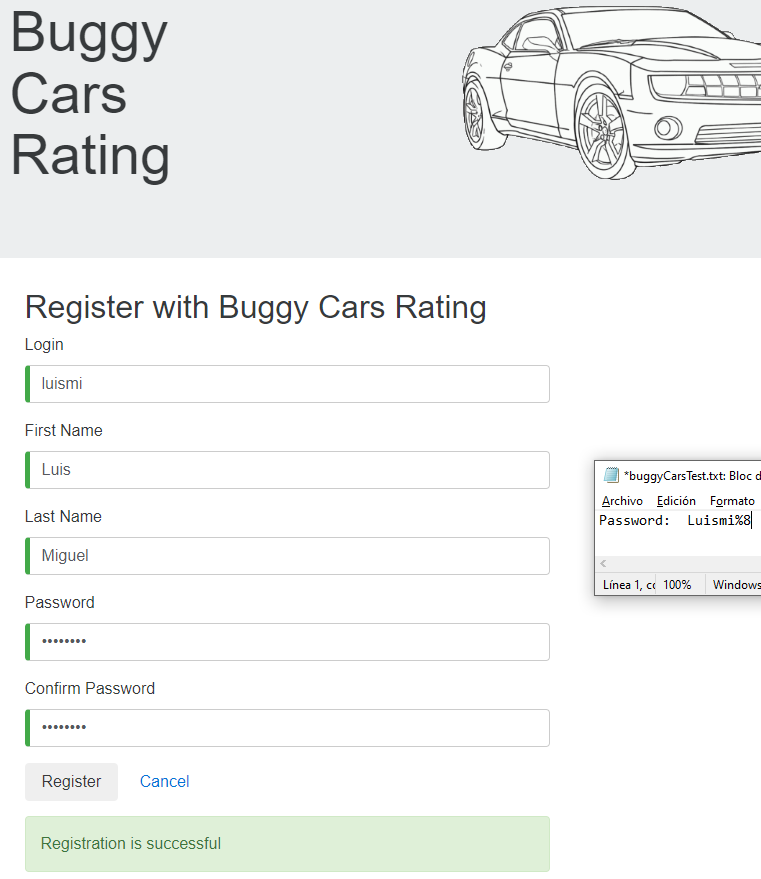 Buggy
Cars
Rating
Register with Buggy Cars Rating
Login
luismi
First Name
Luis
Last Name
Miguel
Password
••••••••
Confirm Password
••••••••
Register Cancel
Registration is successful
*buggyCarsTest.txt: Bloc d
Archivo Edición Formato
Password: Luismi%8
Línea 1, cc 100% Windows